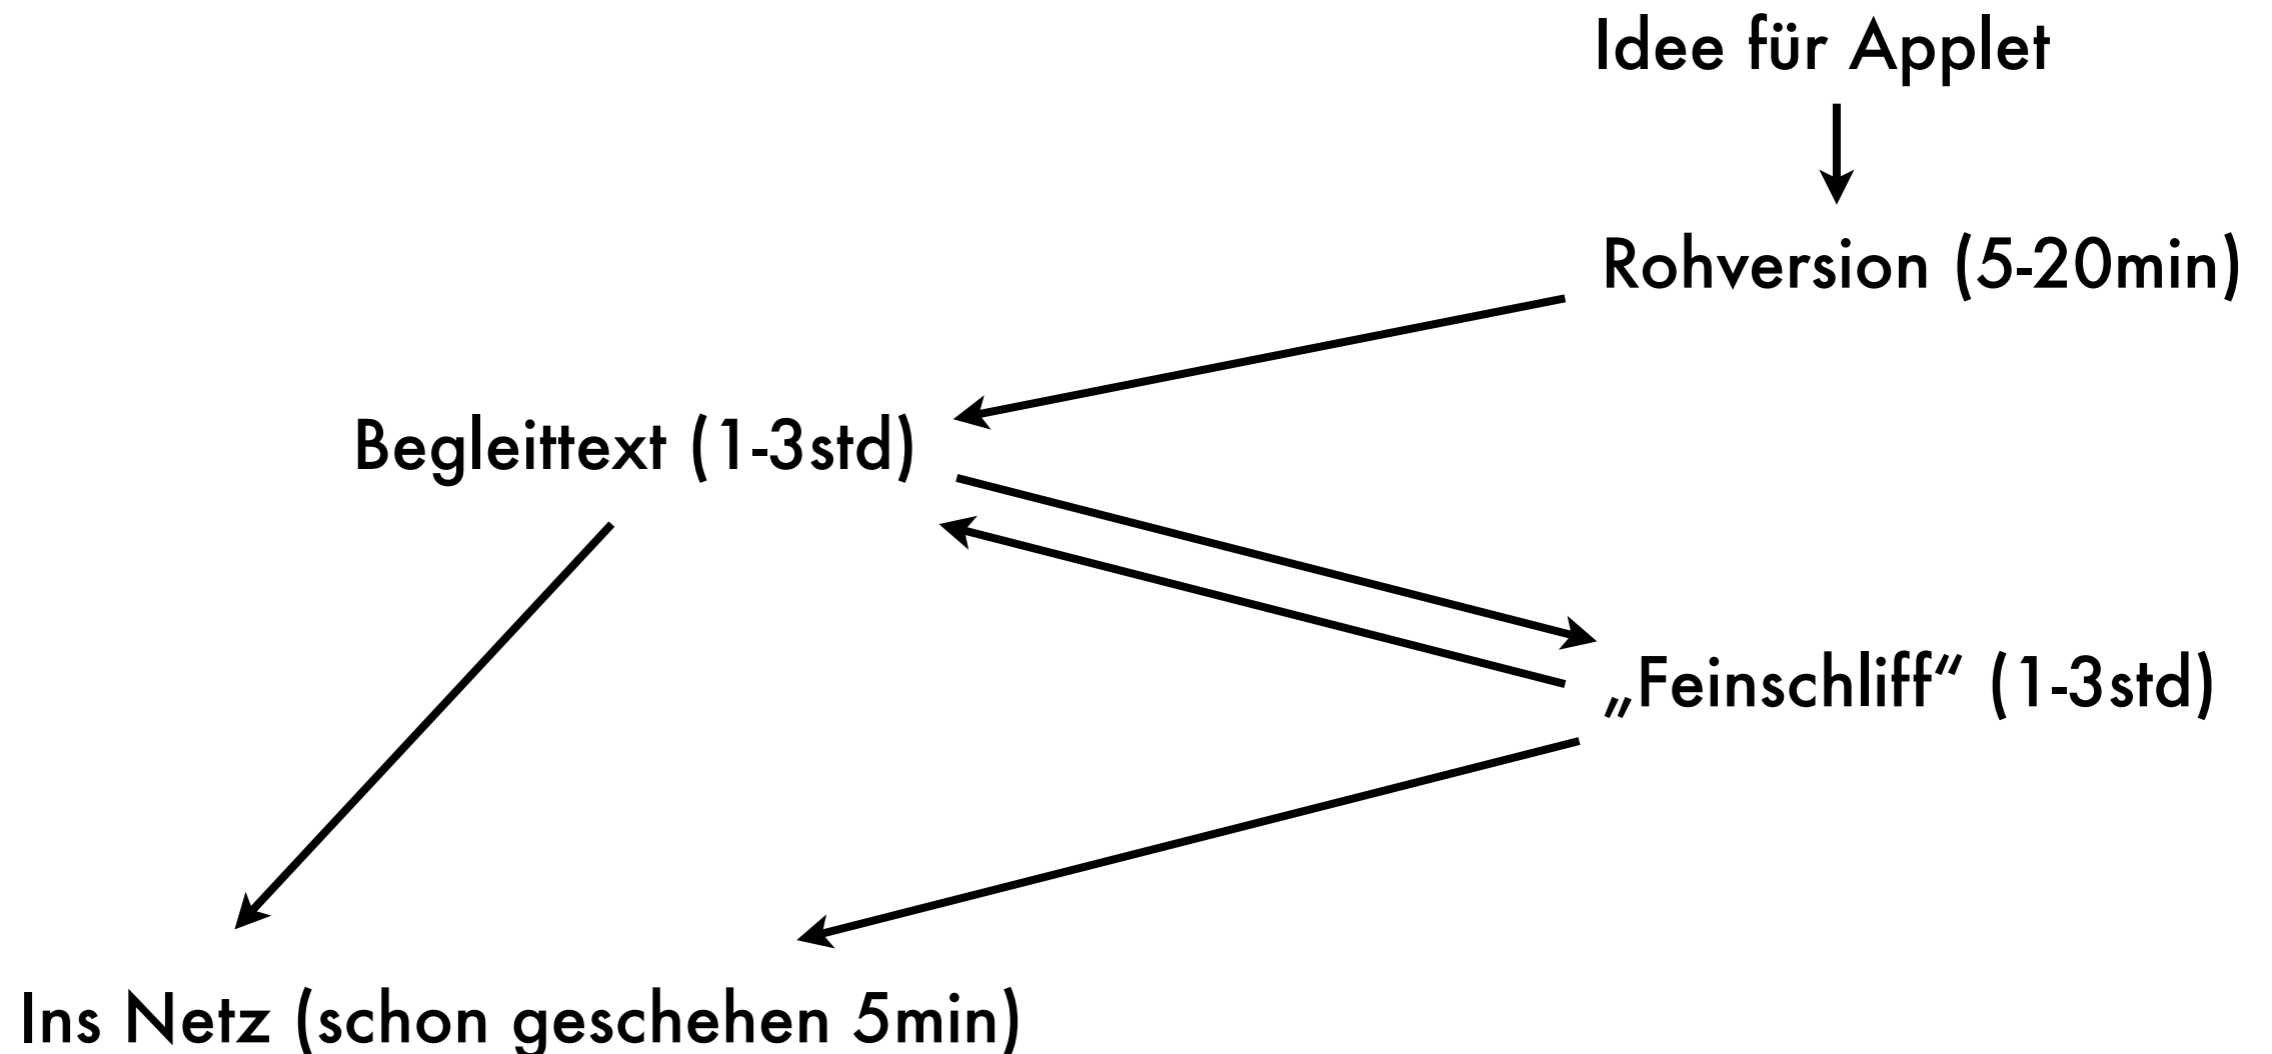 Idee für Applet
Rohversion (5-20min)
Begleittext (1-3std)
„Feinschliff“ (1-3std)
Ins Netz (schon geschehen 5min)